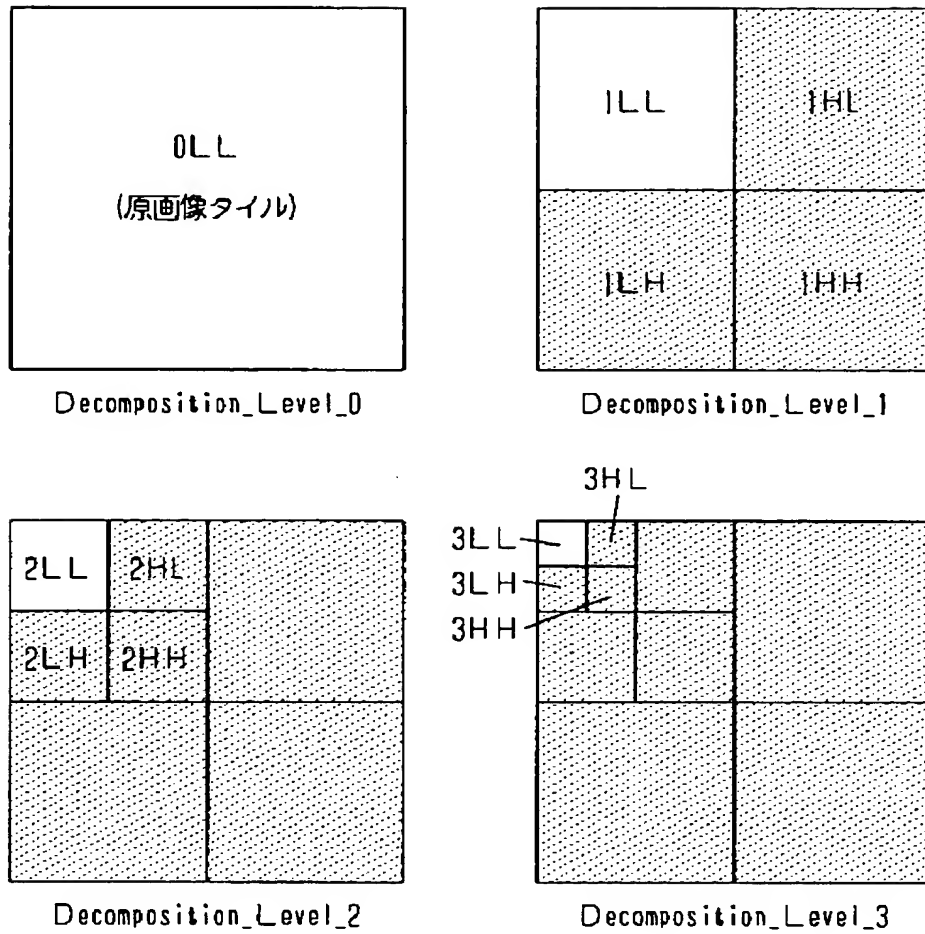 0LL
(原画像タイル)
Decomposition_Level_0
1LL 1HL
1LH 1HH
Decomposition_Level_1
2LL 2HL
2LH 2HH
Decomposition_Level_2
3HL
3LL
3LH
3HH
Decomposition_Level_3